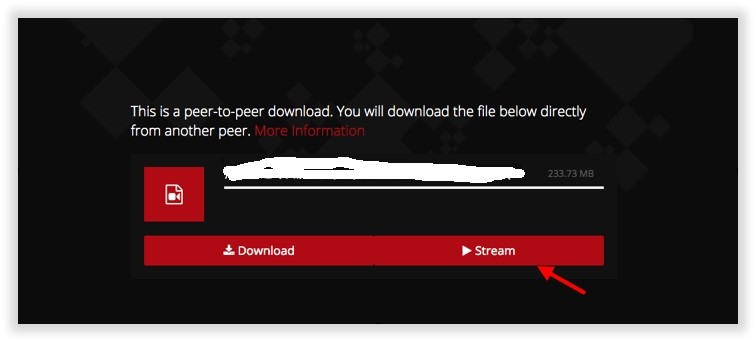 This is a peer-to-peer download. You will download the file below directly
from another peer. More Information
233.73 MB
Download
Stream